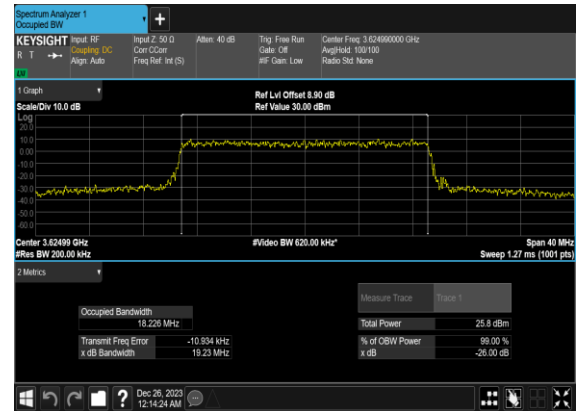 Spectrum Analyzer 1
Occupied BW
+
KEYSIGHT Input: RF Input Z: 50 Ω Atten: 40 dB Trig: Free Run Center Freq: 3.624990000 GHz
R T Coupling: DC Corr CCorr Gate: Off Avg|Hold: 100/100
Align: Auto Freq Ref: Int (S) #IF Gain: Low Radio Std: None
1 Graph
Ref Lvl Offset 8.90 dB
Scale/Div 10.0 dB Ref Value 30.00 dBm
Log
20.0
10.0
0.00
-10.0
-20.0
-30.0
-40.0
-50.0
-60.0
Center 3.62499 GHz #Video BW 620.00 kHz* Span 40 MHz
#Res BW 200.00 kHz Sweep 1.27 ms (1001 pts)
2 Metrics
Measure Trace Trace 1
Occupied Bandwidth
18.226 MHz Total Power 25.8 dBm
Transmit Freq Error -10.934 kHz % of OBW Power 99.00 %
x dB Bandwidth 19.23 MHz x dB -26.00 dB
? Dec 26, 2023
12:14:24 AM